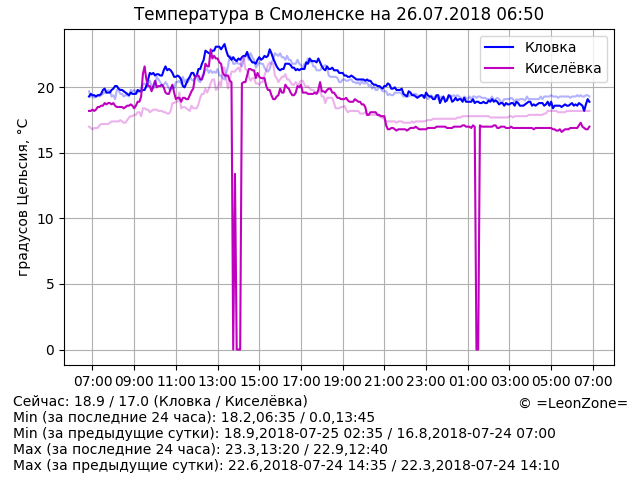 Температура в Смоленске на 26.07.2018 06:50
Кловка
Киселёвка
градусов Цельсия, °C
20
15
10
5
0
07:00 09:00 11:00 13:00 15:00 17:00 19:00 21:00 23:00 01:00 03:00 05:00 07:00
Сейчас: 18.9 / 17.0 (Кловка / Киселёвка)
© =LeonZone=
Min (за последние 24 часа): 18.2,06:35 / 0.0,13:45
Min (за предыдущие сутки): 18.9,2018-07-25 02:35 / 16.8,2018-07-24 07:00
Max (за последние 24 часа): 23.3,13:20 / 22.9,12:40
Max (за предыдущие сутки): 22.6,2018-07-24 14:35 / 22.3,2018-07-24 14:10